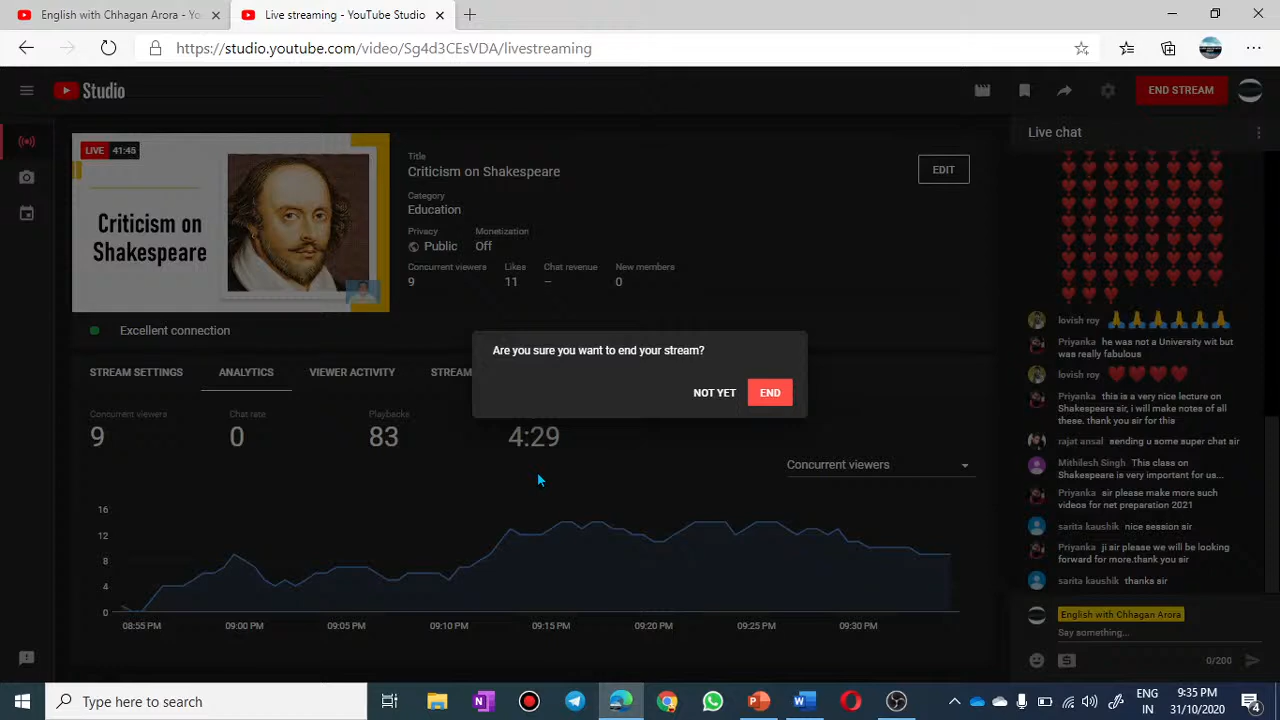 English with Chhagan Arora - Yo
Live streaming - YouTube Studio
https://studio.youtube.com/video/Sg4d3CEsVDA/livestreaming
Studio
END STREAM
LIVE 41:45
Criticism on
Shakespeare
Title
Criticism on Shakespeare
Category
Education
Privacy Monetization
Public Off
Concurrent viewers Likes Chat revenue New members
9 11 – 0
EDIT
Excellent connection
Are you sure you want to end your stream?
NOT YET END
STREAM SETTINGS ANALYTICS VIEWER ACTIVITY STREAM
Concurrent viewers Chat rate Playbacks
9 0 83 4:29
Concurrent viewers
16
12
8
4
0
08:55 PM 09:00 PM 09:05 PM 09:10 PM 09:15 PM 09:20 PM 09:25 PM 09:30 PM
Live chat
lovish roy
Priyanka he was not a University wit but
was really fabulous
lovish roy
Priyanka this is a very nice lecture on
Shakespeare sir, i will make notes of all
these. thank you sir for this
rajat ansal sending u some super chat sir
Mithilesh Singh This class on
Shakespeare is very important for us...
Priyanka sir please make more such
videos for net preparation 2021
sarita kaushik nice session sir
Priyanka ji sir please we will be looking
forward for more.thank you sir
sarita kaushik thanks sir
English with Chhagan Arora
Say something...
0/200
Type here to search
ENG
IN
9:35 PM
31/10/2020
4